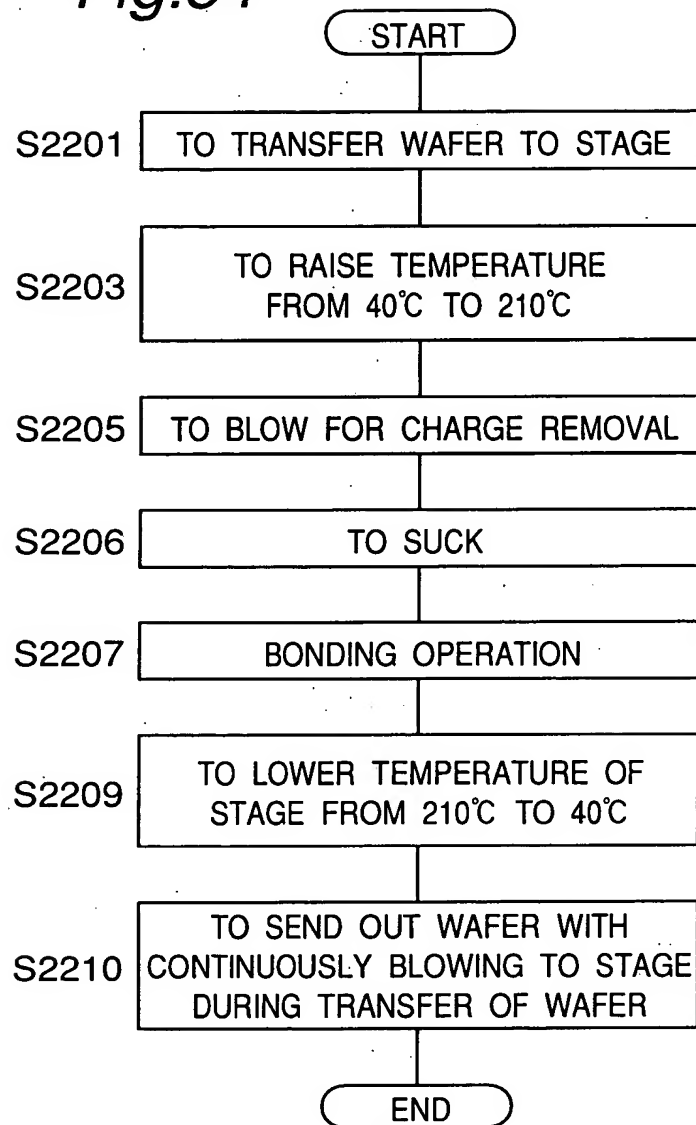 Fig.34
START
S2201 TO TRANSFER WAFER TO STAGE
S2203 TO RAISE TEMPERATURE
FROM 40℃ TO 210℃
S2205 TO BLOW FOR CHARGE REMOVAL
S2206 TO SUCK
S2207 BONDING OPERATION
S2209 TO LOWER TEMPERATURE OF
STAGE FROM 210℃ TO 40℃
TO SEND OUT WAFER WITH
S2210 CONTINUOUSLY BLOWING TO STAGE
DURING TRANSFER OF WAFER
END